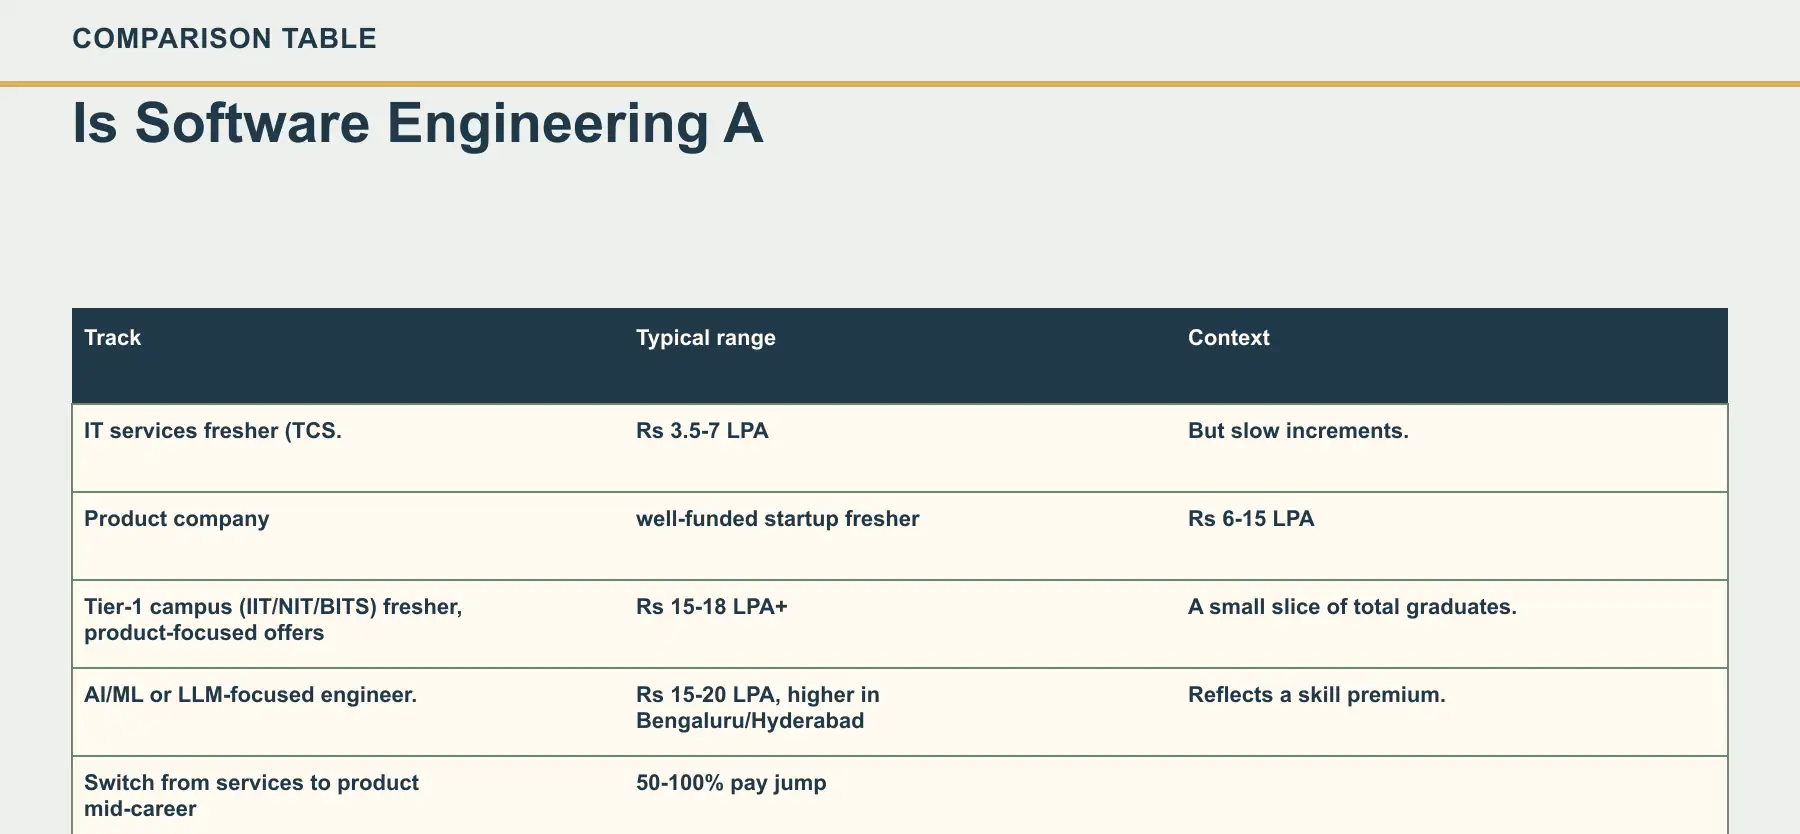 COMPARISON TABLE
Is Software Engineering A
Track Typical range Context
IT services fresher (TCS. Rs 3.5-7 LPA But slow increments.
Product company well-funded startup fresher Rs 6-15 LPA
Tier-1 campus (IIT/NIT/BITS) fresher, Rs 15-18 LPA+ A small slice of total graduates.
product-focused offers
AI/ML or LLM-focused engineer. Rs 15-20 LPA, higher in Reflects a skill premium.
Bengaluru/Hyderabad
Switch from services to product 50-100% pay jump
mid-career